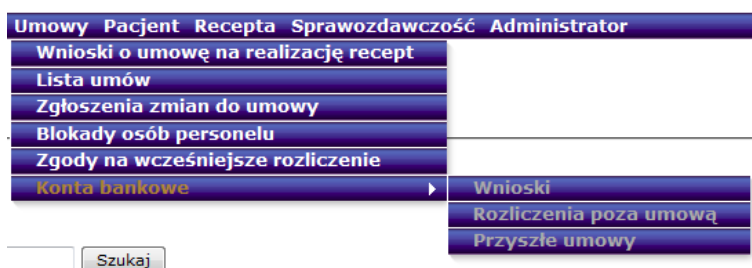 Umowy Pacjent Recepta Sprawozdawczość Administrator
Wnioski o umowę na realizację recept
Lista umów
Zgłoszenia zmian do umowy
Blokady osób personelu
Zgody na wcześniejsze rozliczenie
Konta bankowe Wnioski
Rozliczenia poza umową
Przyszłe umowy
Szukaj